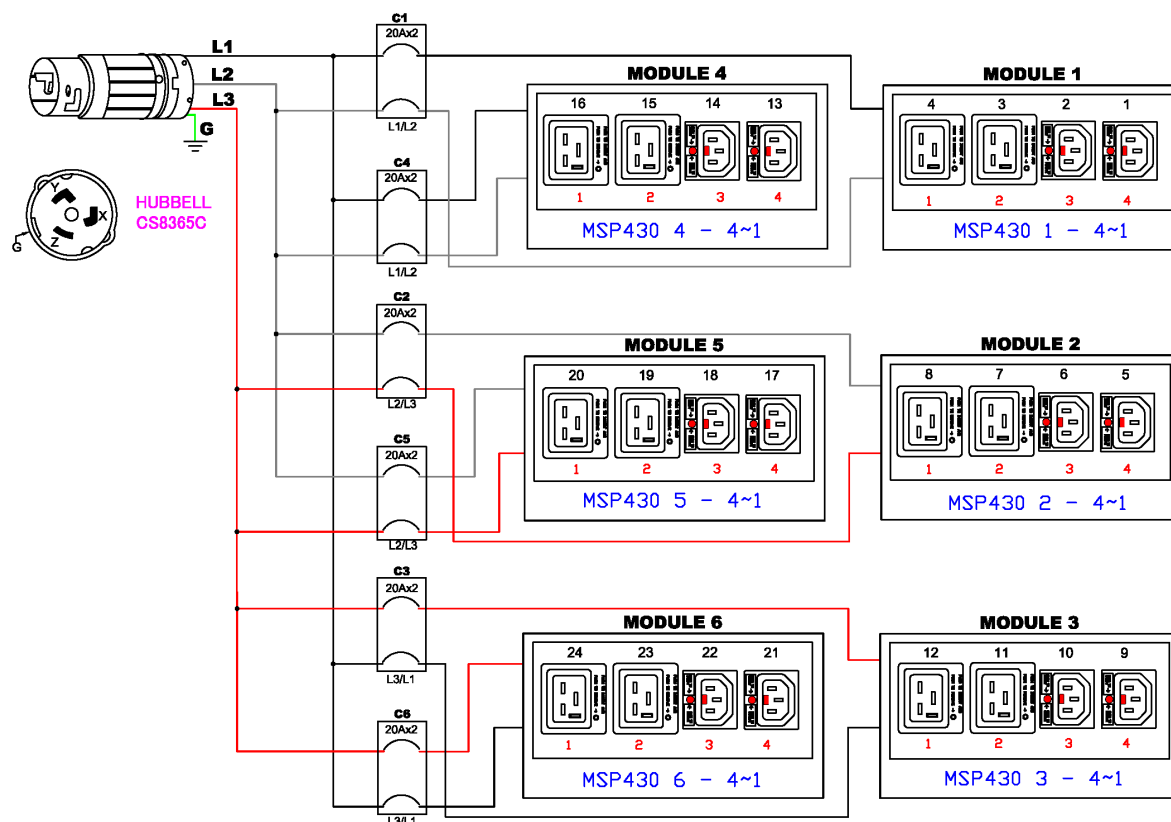 L1
L2
L3
G
HUBBELL
CS8365C
Y
X
Z
G
C1
20Ax2
L1/L2
C4
20Ax2
L1/L2
C2
20Ax2
L2/L3
C5
20Ax2
L2/L3
C3
20Ax2
L3/L1
C6
20Ax2
L3/L1
MODULE 4
16 15 14 13
1 2 3 4
MSP430 4 - 4~1
MODULE 1
4 3 2 1
1 2 3 4
MSP430 1 - 4~1
MODULE 5
20 19 18 17
1 2 3 4
MSP430 5 - 4~1
MODULE 2
8 7 6 5
1 2 3 4
MSP430 2 - 4~1
MODULE 6
24 23 22 21
1 2 3 4
MSP430 6 - 4~1
MODULE 3
12 11 10 9
1 2 3 4
MSP430 3 - 4~1